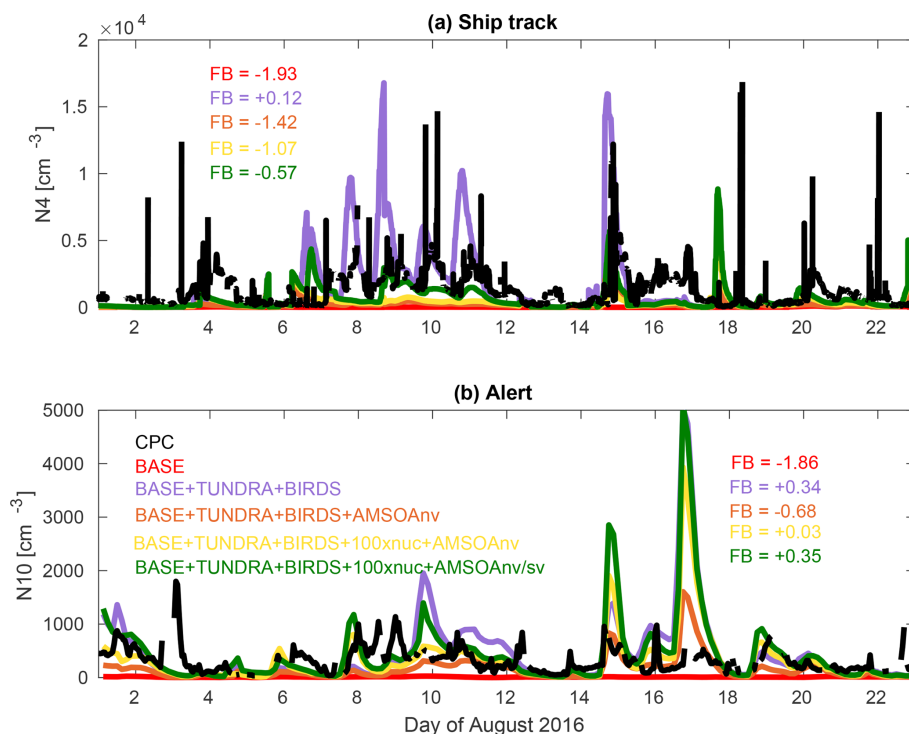 (a) Ship track
×10⁴
2
1.5
1
0.5
0
N4 [cm⁻³]
FB = -1.93
FB = +0.12
FB = -1.42
FB = -1.07
FB = -0.57
2 4 6 8 10 12 14 16 18 20 22
(b) Alert
5000
4000
3000
2000
1000
0
N10 [cm⁻³]
CPC
BASE
BASE+TUNDRA+BIRDS
BASE+TUNDRA+BIRDS+AMSOAnv
BASE+TUNDRA+BIRDS+100xnuc+AMSOAnv
BASE+TUNDRA+BIRDS+100xnuc+AMSOAnv/sv
FB = -1.86
FB = +0.34
FB = -0.68
FB = +0.03
FB = +0.35
2 4 6 8 10 12 14 16 18 20 22
Day of August 2016